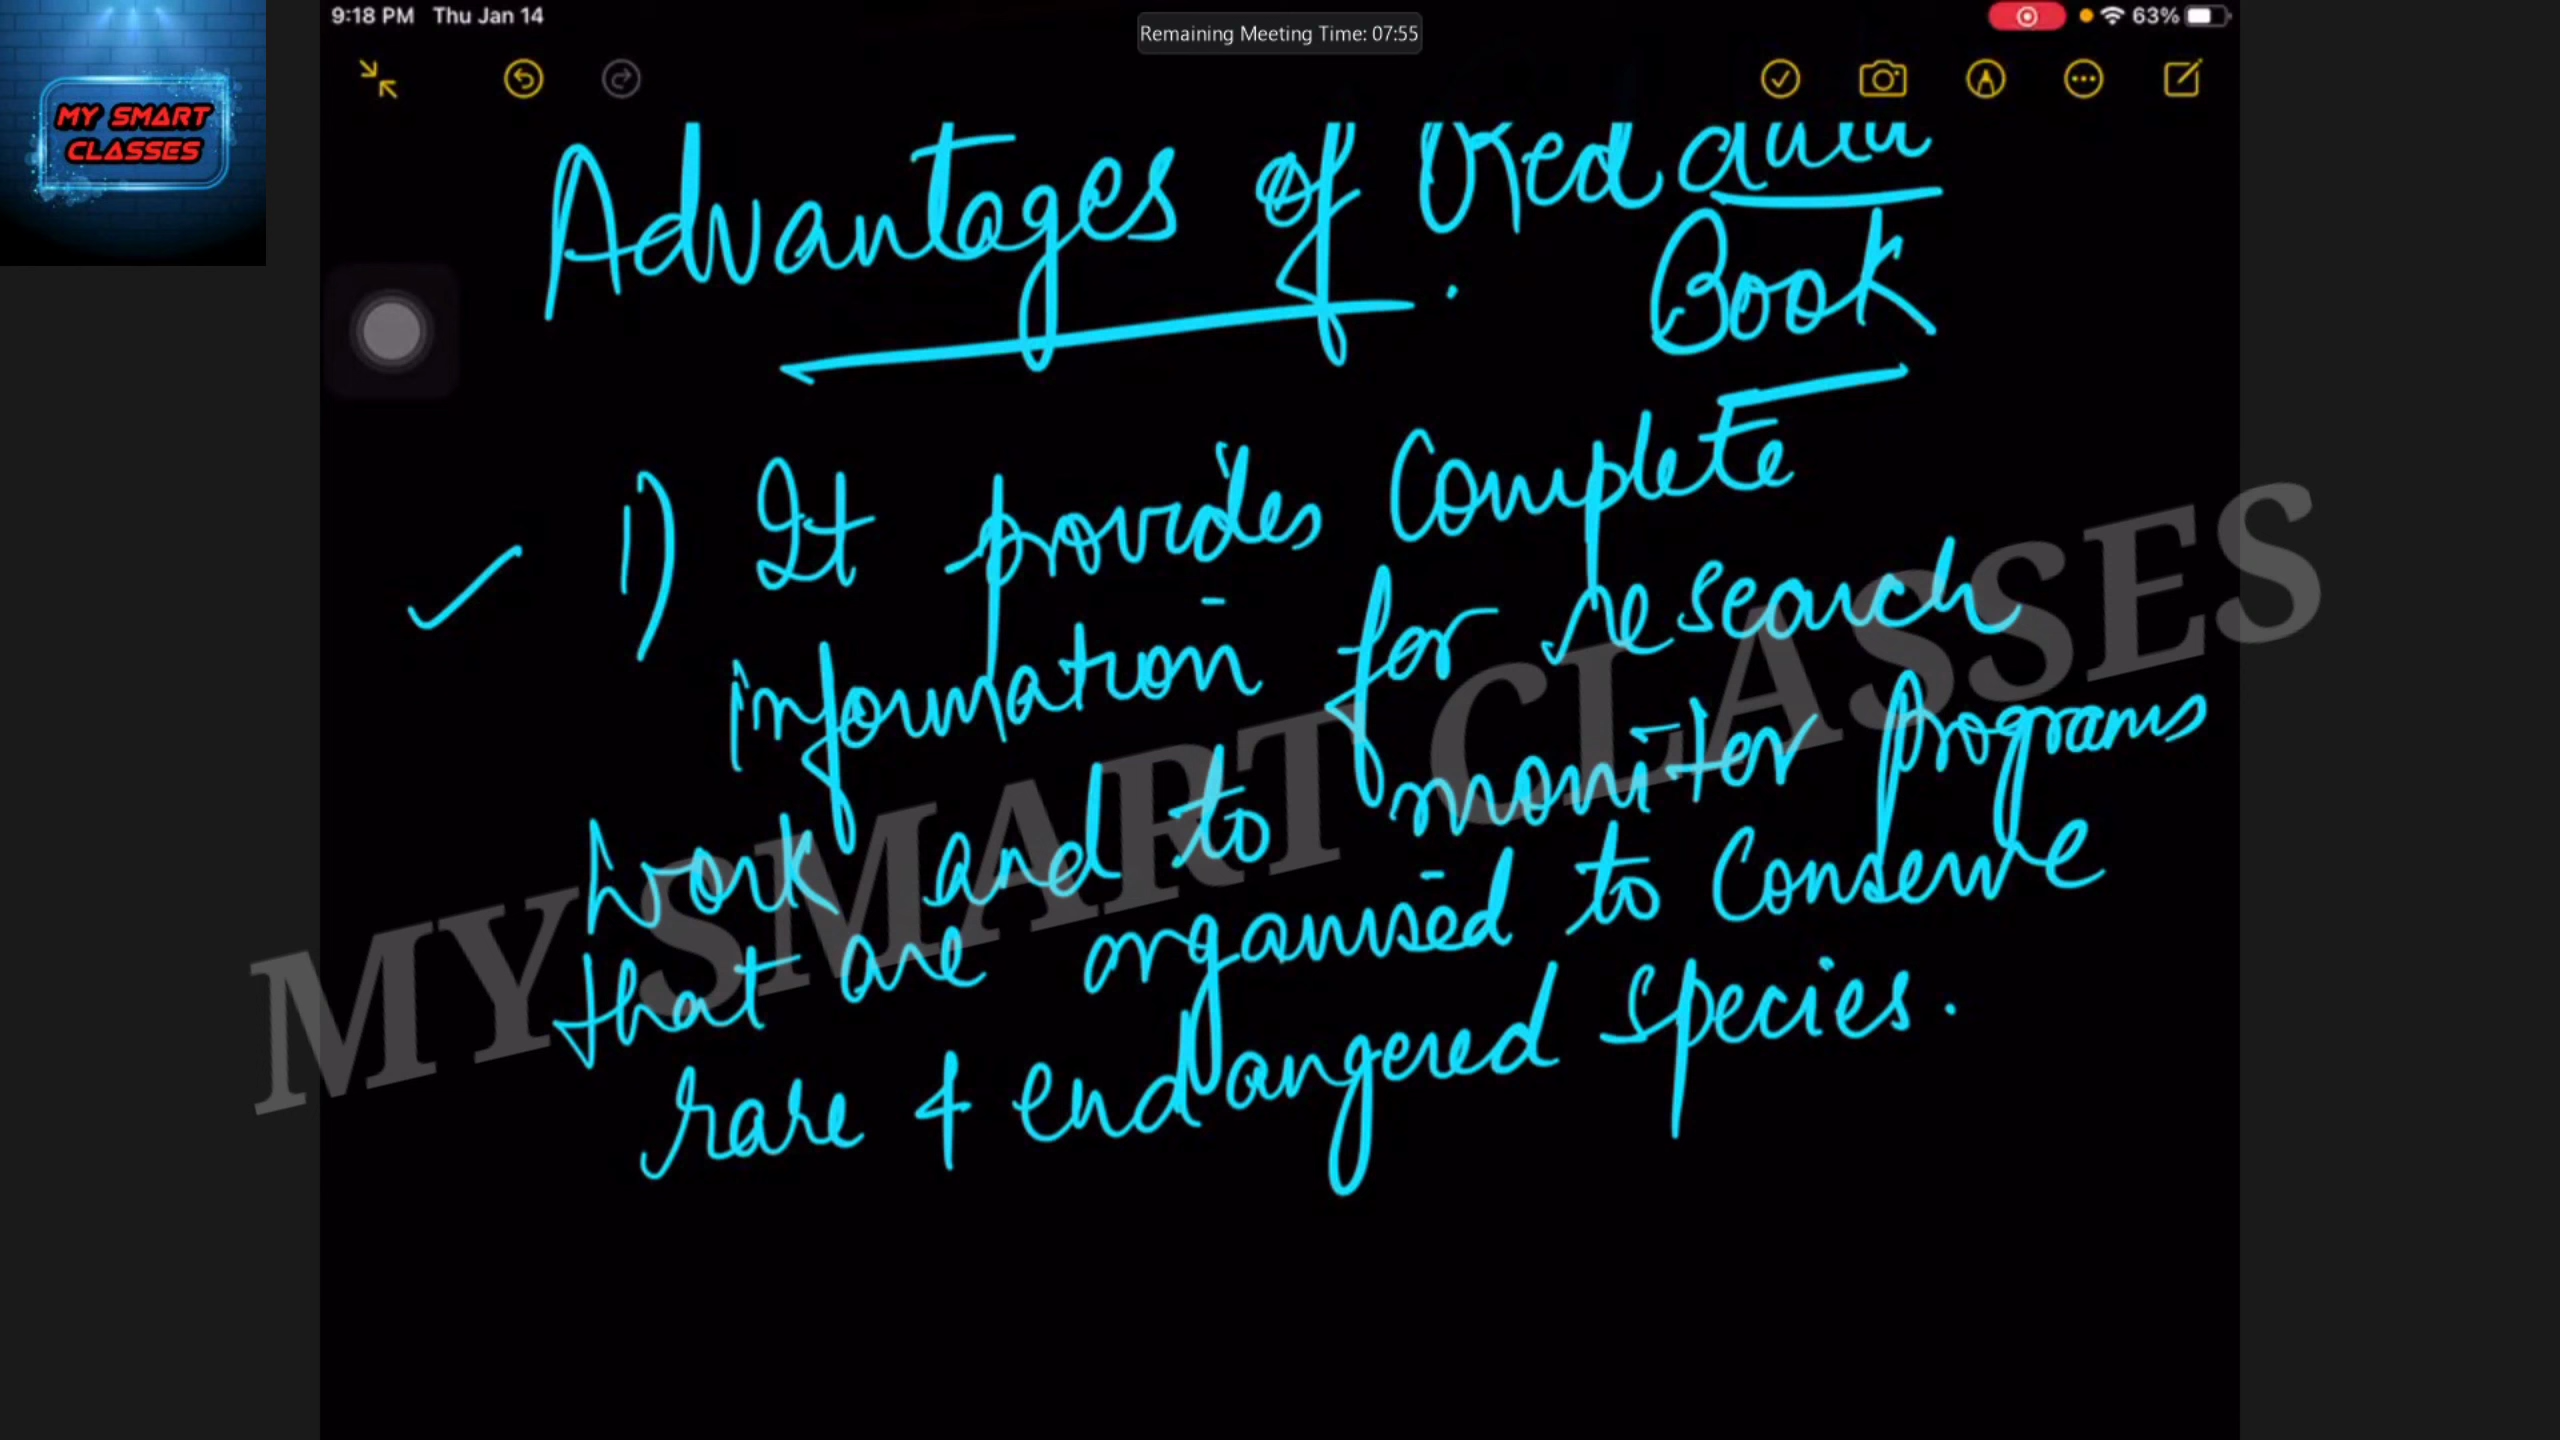 9:18 PM Thu Jan 14
Remaining Meeting Time: 07:55
63%
MY SMART
CLASSES
Advantages of Red data
Book
1) It provides Complete
information for research
work and to monitor programs
that are organised to Conserve
rare & endangered species.
MY SMART CLASSES